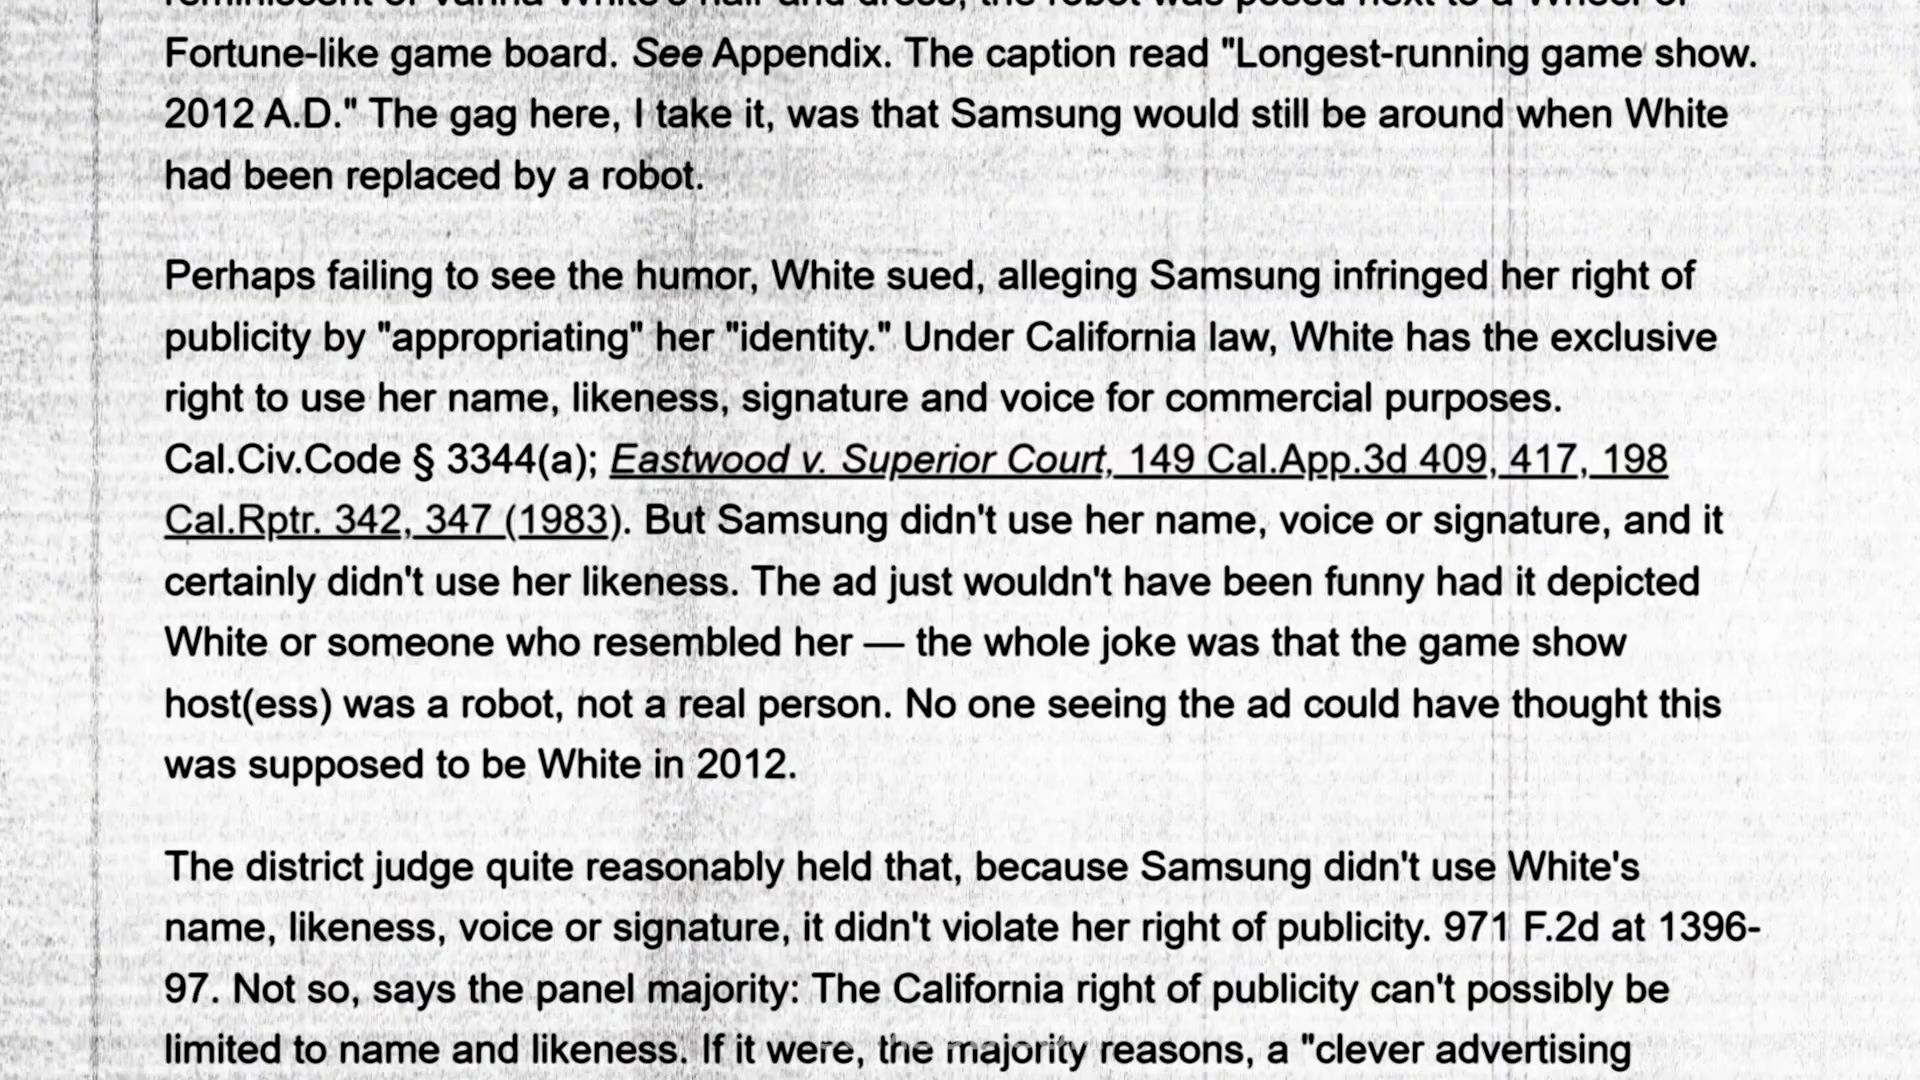 reminiscent of Vanna White's hair and dress, the robot was posed next to a Wheel of
Fortune-like game board. See Appendix. The caption read "Longest-running game show.
2012 A.D." The gag here, I take it, was that Samsung would still be around when White
had been replaced by a robot.
Perhaps failing to see the humor, White sued, alleging Samsung infringed her right of
publicity by "appropriating" her "identity." Under California law, White has the exclusive
right to use her name, likeness, signature and voice for commercial purposes.
Cal.Civ.Code § 3344(a); Eastwood v. Superior Court, 149 Cal.App.3d 409, 417, 198
Cal.Rptr. 342, 347 (1983). But Samsung didn't use her name, voice or signature, and it
certainly didn't use her likeness. The ad just wouldn't have been funny had it depicted
White or someone who resembled her — the whole joke was that the game show
host(ess) was a robot, not a real person. No one seeing the ad could have thought this
was supposed to be White in 2012.
The district judge quite reasonably held that, because Samsung didn't use White's
name, likeness, voice or signature, it didn't violate her right of publicity. 971 F.2d at 1396-
97. Not so, says the panel majority: The California right of publicity can't possibly be
limited to name and likeness. If it were, the majority reasons, a "clever advertising